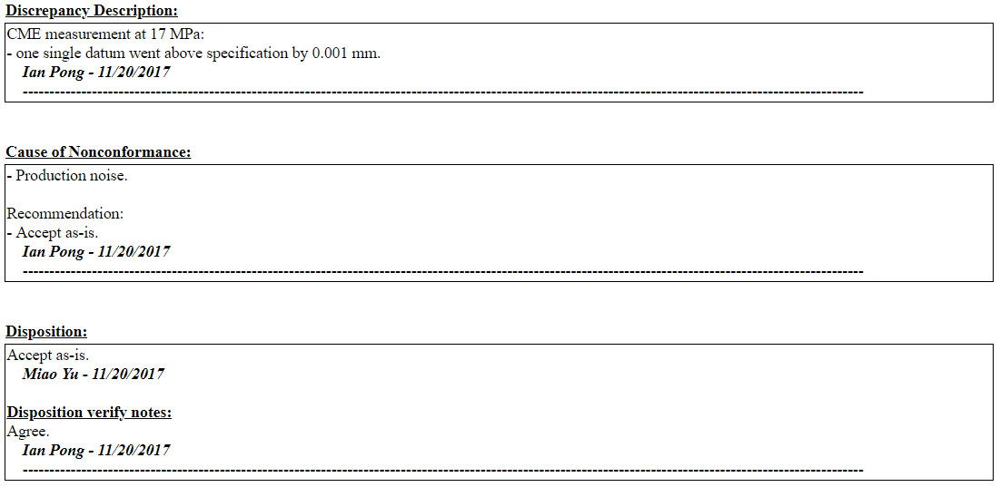 Discrepancy Description:
CME measurement at 17 MPa:
- one single datum went above specification by 0.001 mm.
Ian Pong - 11/20/2017
--------------------------------------------------------------------------------------------------------------------------------------------------------------
Cause of Nonconformance:
- Production noise.
Recommendation:
- Accept as-is.
Ian Pong - 11/20/2017
--------------------------------------------------------------------------------------------------------------------------------------------------------------
Disposition:
Accept as-is.
Miao Yu - 11/20/2017
Disposition verify notes:
Agree.
Ian Pong - 11/20/2017
--------------------------------------------------------------------------------------------------------------------------------------------------------------